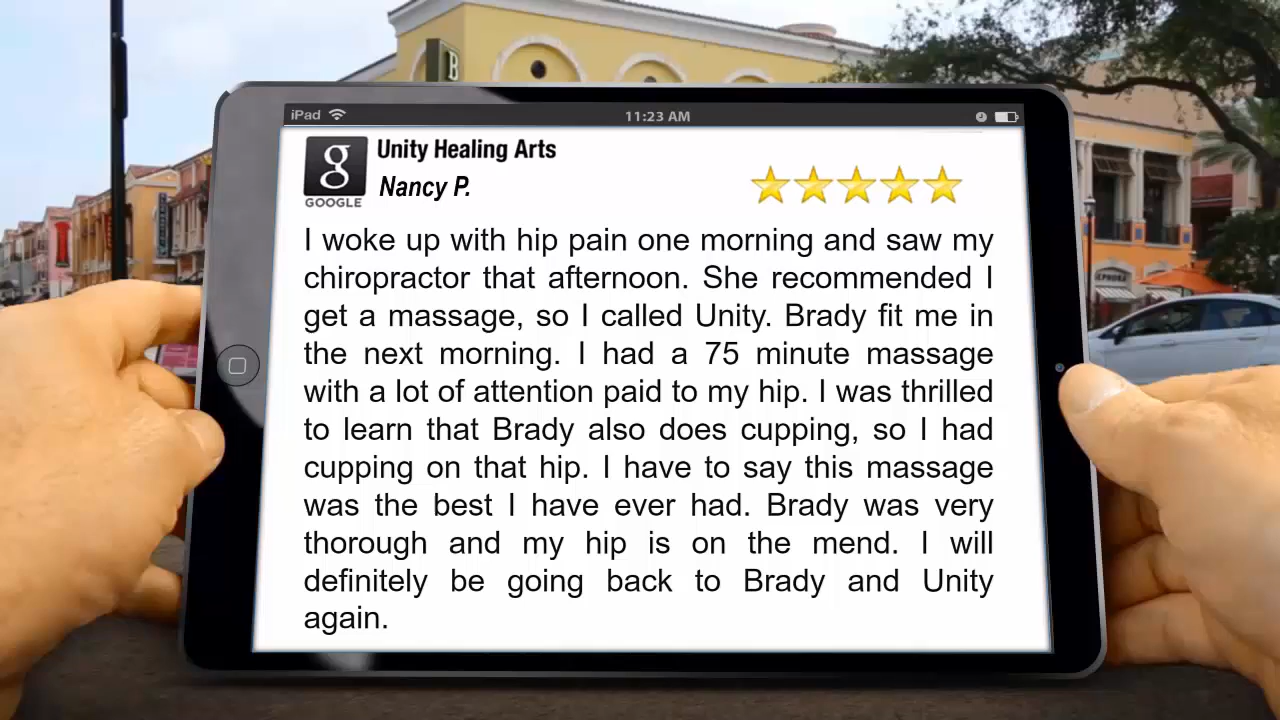 B
iPad
11:23 AM
g
GOOGLE
Unity Healing Arts
Nancy P.
I woke up with hip pain one morning and saw my
chiropractor that afternoon. She recommended I
get a massage, so I called Unity. Brady fit me in
the next morning. I had a 75 minute massage
with a lot of attention paid to my hip. I was thrilled
to learn that Brady also does cupping, so I had
cupping on that hip. I have to say this massage
was the best I have ever had. Brady was very
thorough and my hip is on the mend. I will
definitely be going back to Brady and Unity
again.